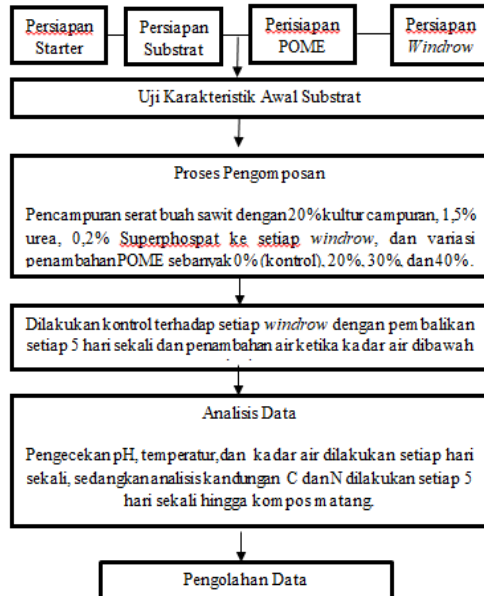 Persiapan Starter
Persiapan Substrat
Perisiapan POME
Persiapan Windrow
Uji Karakteristik Awal Substrat
Proses Pengomposan
Pencampuran serat buah sawit dengan 20% kultur campuran, 1,5%
urea, 0,2% Superphospat ke setiap windrow, dan variasi
penambahan POME sebanyak 0% (kontrol), 20%, 30%, dan 40%.
Dilakukan kontrol terhadap setiap windrow dengan pembalikan
setiap 5 hari sekali dan penambahan air ketika kadar air dibawah
Analisis Data
Pengecekan pH, temperatur,dan kadar air dilakukan setiap hari
sekali, sedangkan analisis kandungan C dan N dilakukan setiap 5
hari sekali hingga kompos matang.
Pengolahan Data